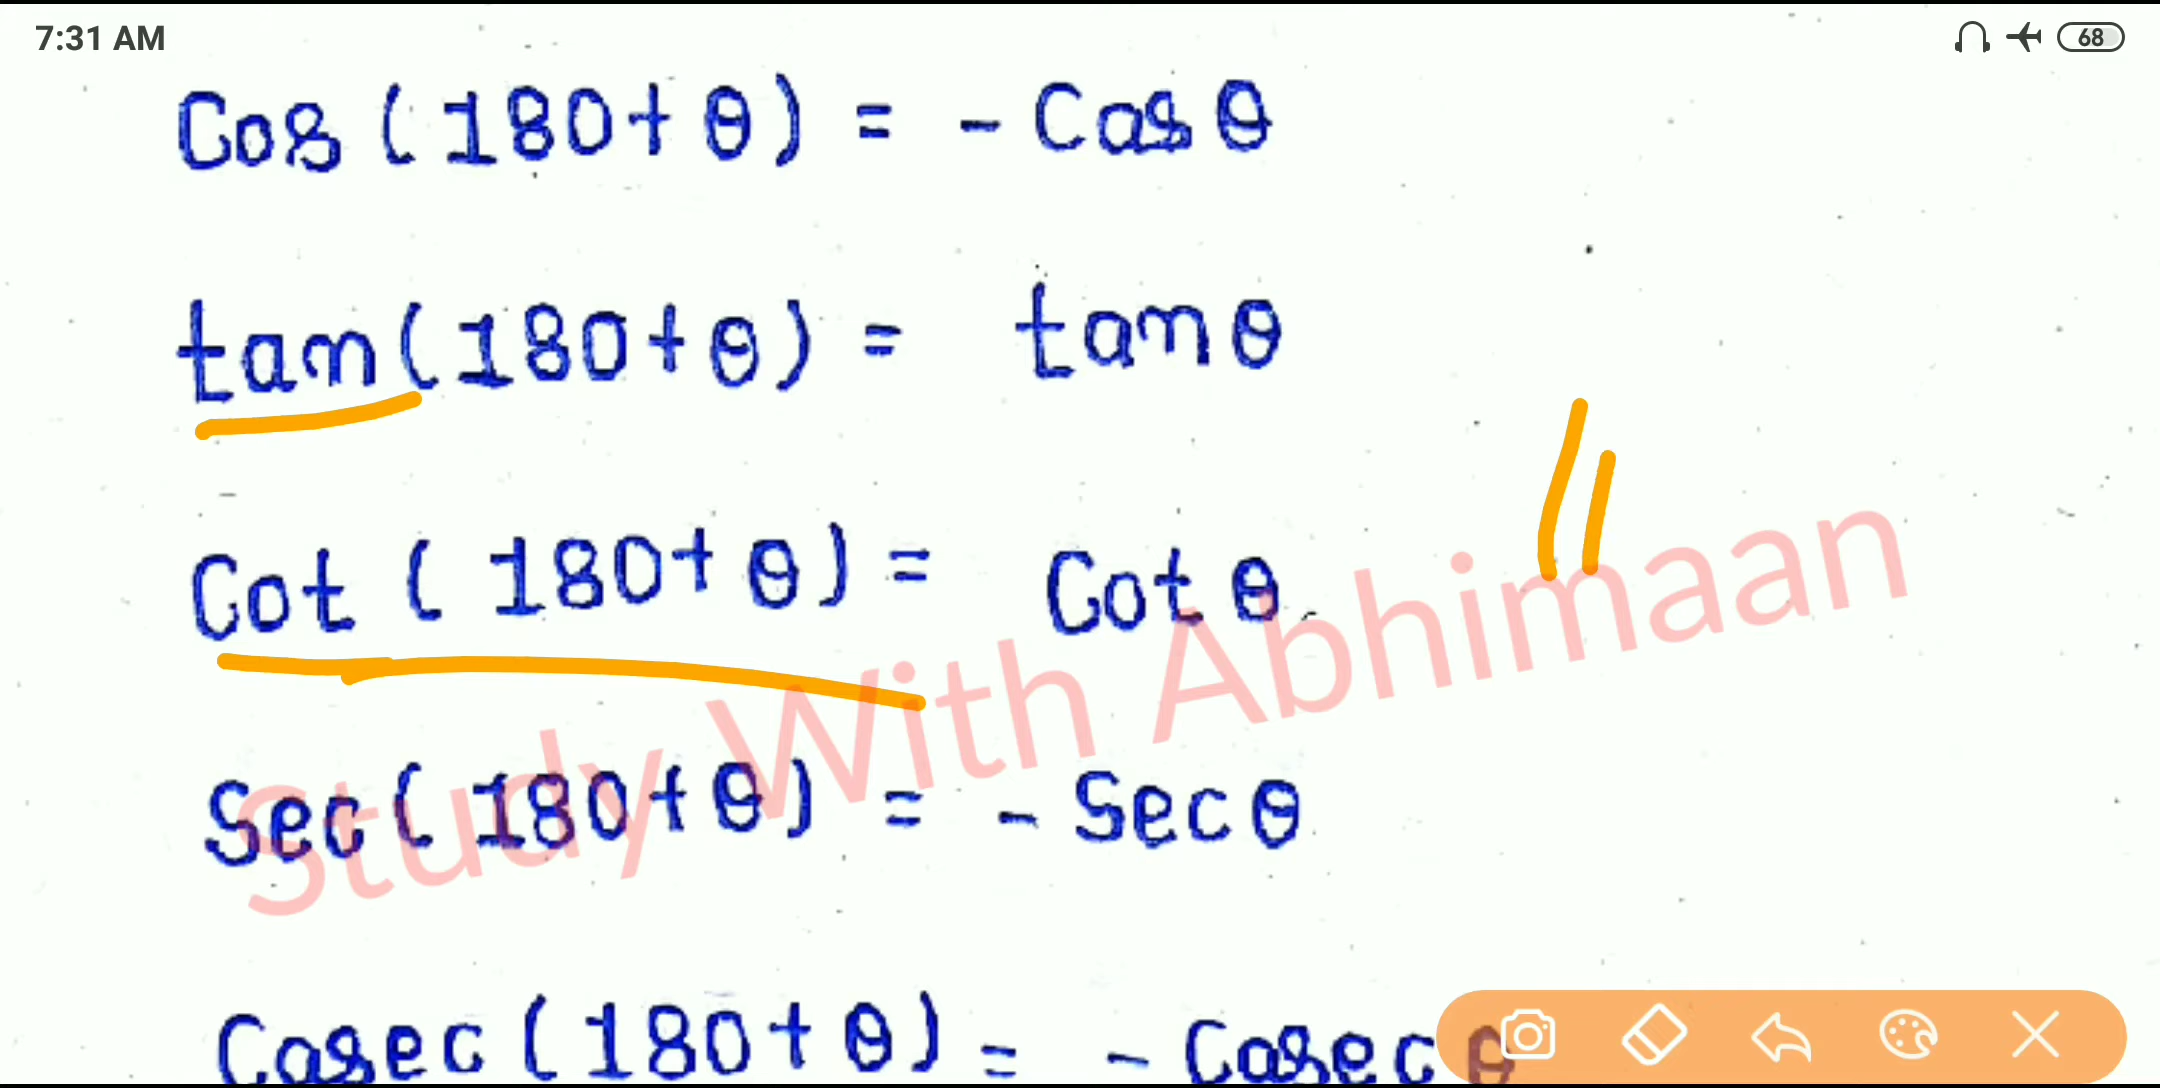 7:31 AM 68
Cos (180+θ) = - Cosθ
tan(180+θ) = tanθ
Cot (180+θ) = Cotθ.
Study With Abhimaan
Sec(180+θ) = - Secθ
Cosec (180+θ) = - Cosec θ